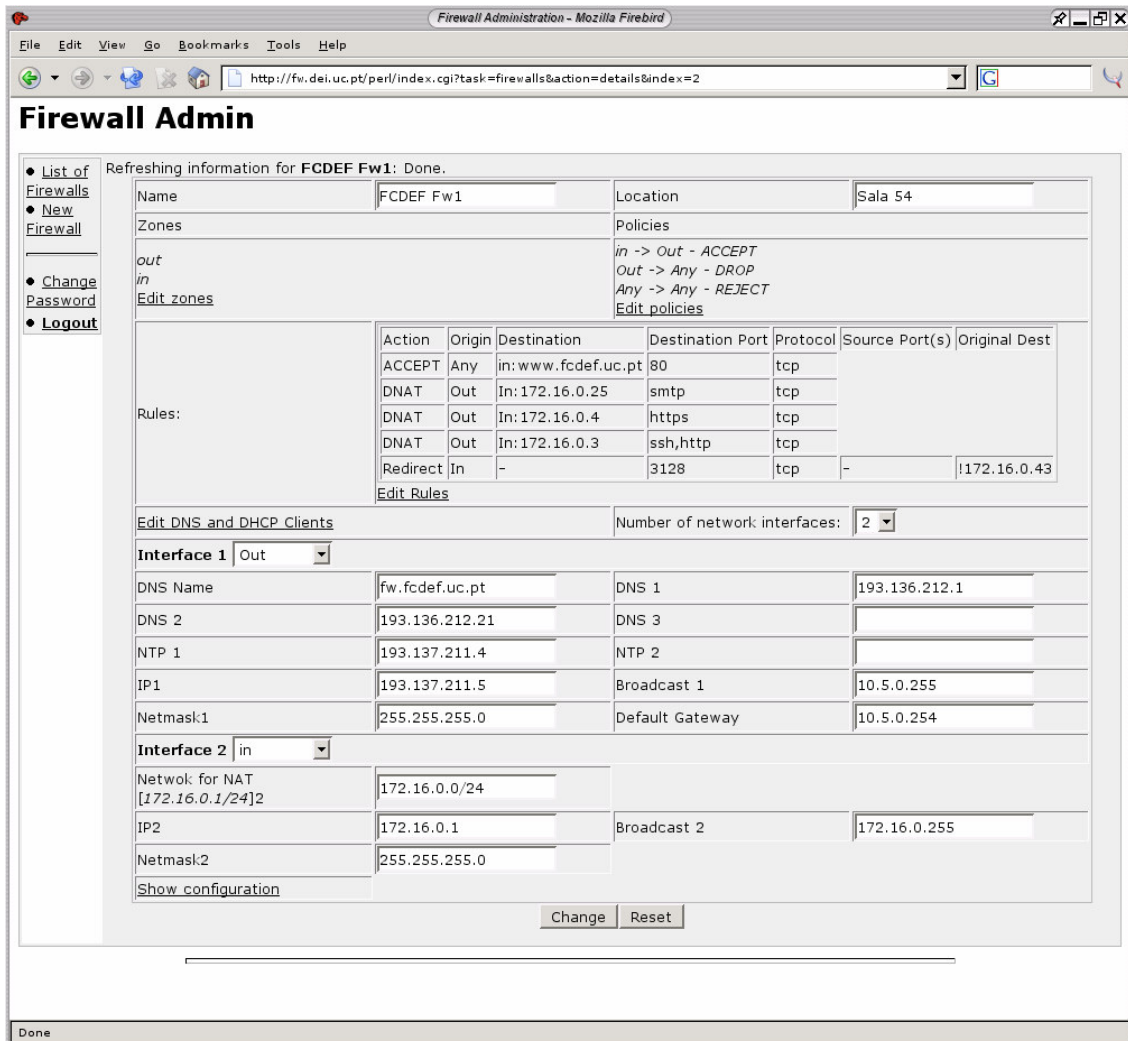 Firewall Administration - Mozilla Firebird
File Edit View Go Bookmarks Tools Help
http://fw.dei.uc.pt/perl/index.cgi?task=firewalls&action=details&index=2
G
Firewall Admin
List of Firewalls
New Firewall
Change Password
Logout
Refreshing information for FCDEF Fw1: Done.
Name FCDEF Fw1 Location Sala 54
Zones Policies
out
in
Edit zones
in -> Out - ACCEPT
Out -> Any - DROP
Any -> Any - REJECT
Edit policies
Rules:
Action Origin Destination Destination Port Protocol Source Port(s) Original Dest
ACCEPT Any in:www.fcdef.uc.pt 80 tcp
DNAT Out In:172.16.0.25 smtp tcp
DNAT Out In:172.16.0.4 https tcp
DNAT Out In:172.16.0.3 ssh,http tcp
Redirect In - 3128 tcp - !172.16.0.43
Edit Rules
Edit DNS and DHCP Clients Number of network interfaces: 2
Interface 1 Out
DNS Name fw.fcdef.uc.pt DNS 1 193.136.212.1
DNS 2 193.136.212.21 DNS 3
NTP 1 193.137.211.4 NTP 2
IP1 193.137.211.5 Broadcast 1 10.5.0.255
Netmask1 255.255.255.0 Default Gateway 10.5.0.254
Interface 2 in
Netwok for NAT
[172.16.0.1/24]2 172.16.0.0/24
IP2 172.16.0.1 Broadcast 2 172.16.0.255
Netmask2 255.255.255.0
Show configuration
Change Reset
Done